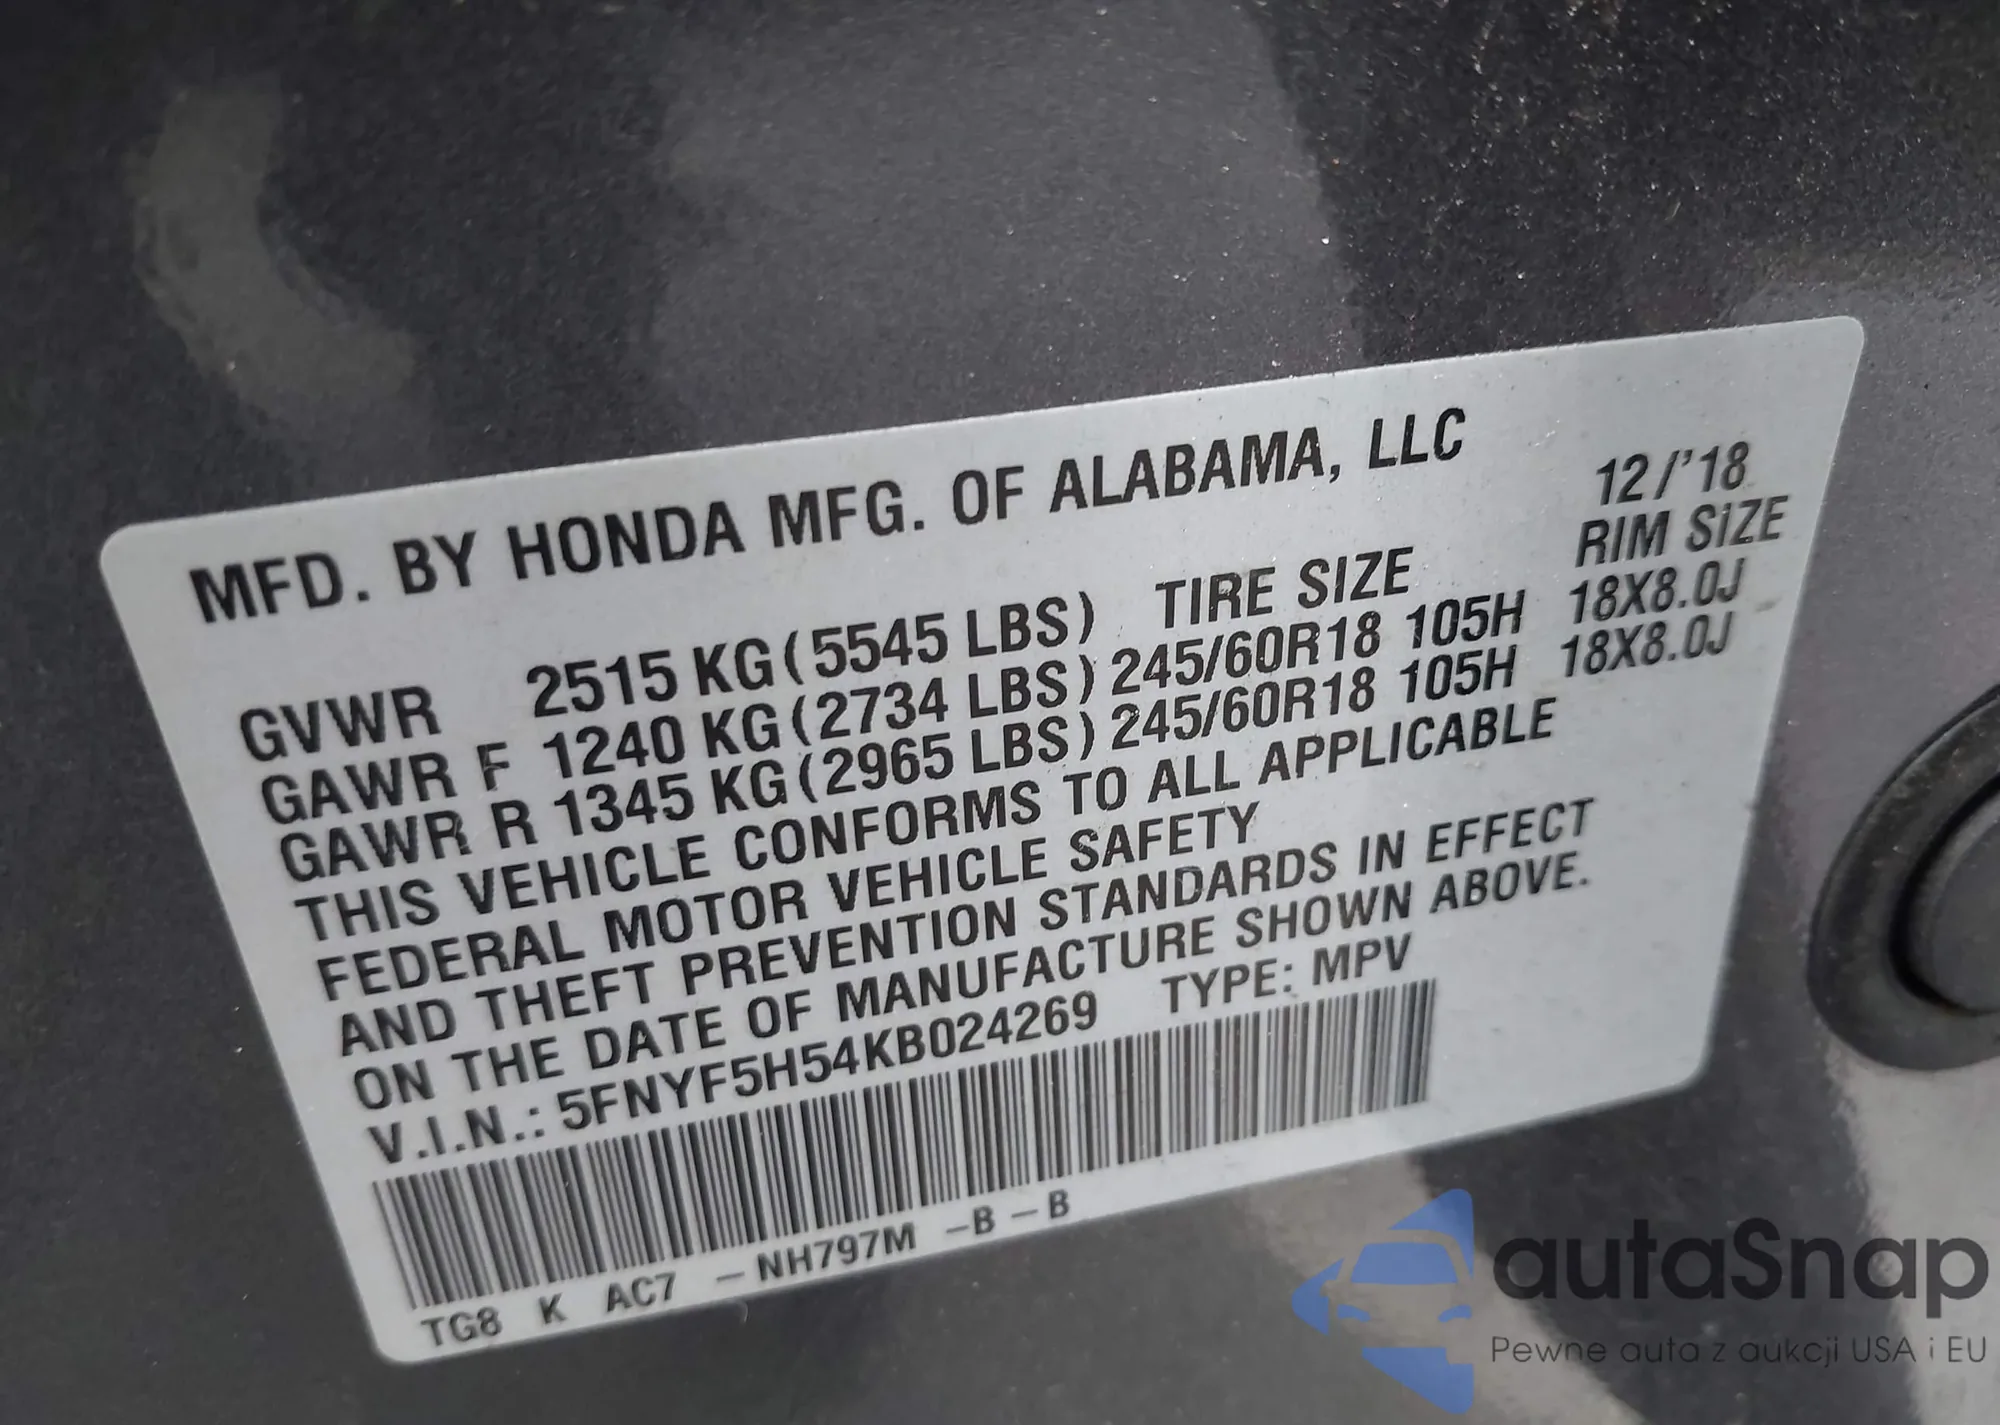 MFD. BY HONDA MFG. OF ALABAMA, LLC 12/'18
GVWR 2515 KG (5545 LBS) TIRE SIZE RIM SIZE
GAWR F 1240 KG (2734 LBS) 245/60R18 105H 18X8.0J
GAWR R 1345 KG (2965 LBS) 245/60R18 105H 18X8.0J
THIS VEHICLE CONFORMS TO ALL APPLICABLE
FEDERAL MOTOR VEHICLE SAFETY
AND THEFT PREVENTION STANDARDS IN EFFECT
ON THE DATE OF MANUFACTURE SHOWN ABOVE.
V.I.N.: 5FNYF5H54KB024269 TYPE: MPV
TG8 K AC7 – NH797M –B – B
autaSnap
Pewne auta z aukcji USA i EU